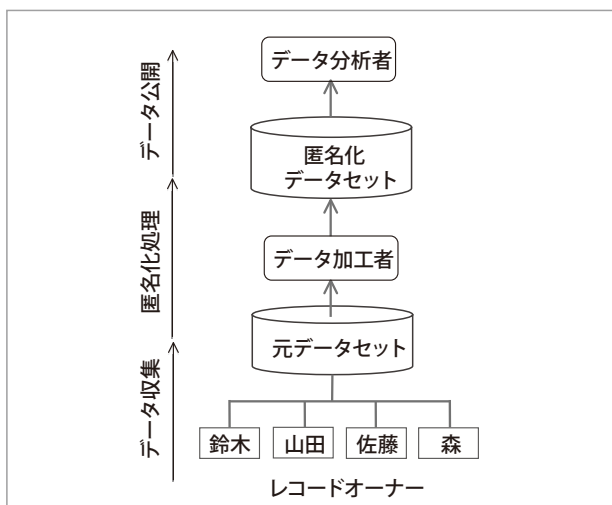 データ公開
データ分析者
匿名化
データセット
匿名化処理
データ加工者
元データセット
データ収集
鈴木
山田
佐藤
森
レコードオーナー